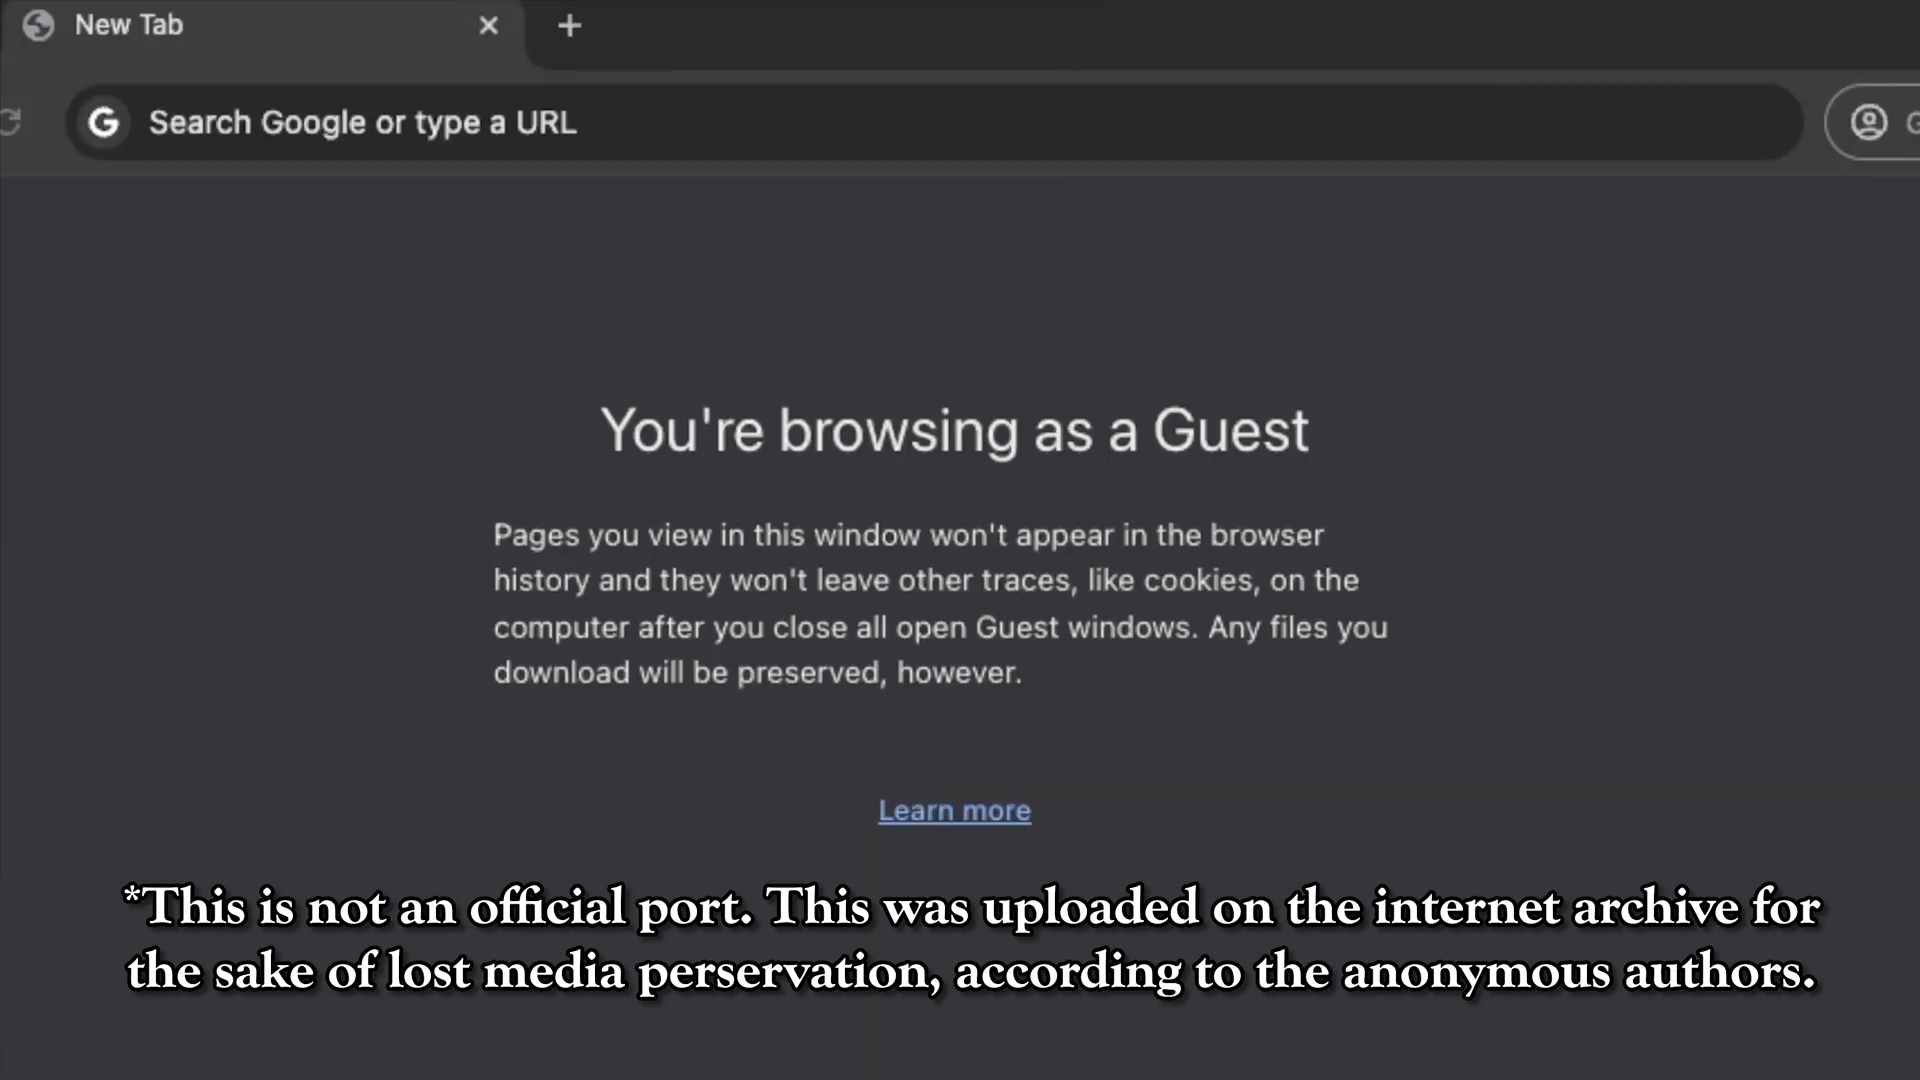 New Tab
G Search Google or type a URL
G
You're browsing as a Guest
Pages you view in this window won't appear in the browser
history and they won't leave other traces, like cookies, on the
computer after you close all open Guest windows. Any files you
download will be preserved, however.
Learn more
*This is not an official port. This was uploaded on the internet archive for
the sake of lost media perservation, according to the anonymous authors.